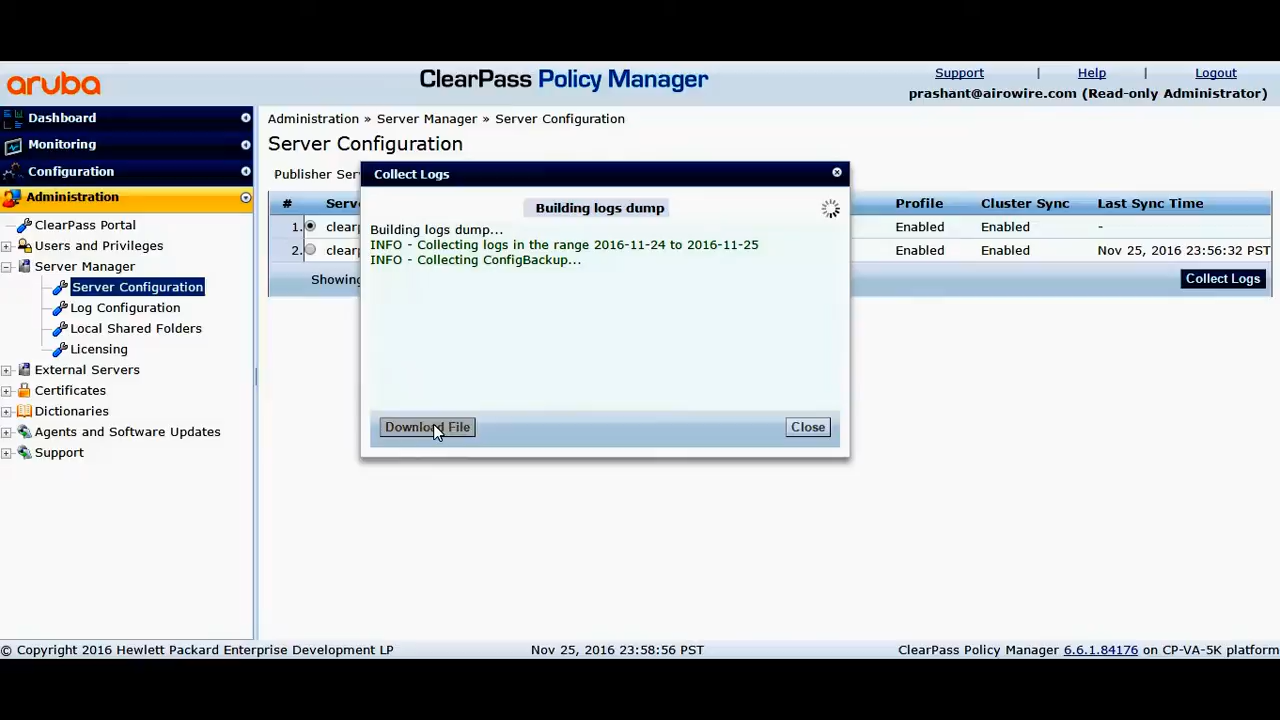 aruba
ClearPass Policy Manager
Support | Help | Logout
prashant@airowire.com (Read-only Administrator)
Dashboard
Monitoring
Configuration
Administration
ClearPass Portal
Users and Privileges
Server Manager
Server Configuration
Log Configuration
Local Shared Folders
Licensing
External Servers
Certificates
Dictionaries
Agents and Software Updates
Support
Administration » Server Manager » Server Configuration
Server Configuration
Publisher Ser
# Serve Profile Cluster Sync Last Sync Time
1. clearp Enabled Enabled -
2. clearp Enabled Enabled Nov 25, 2016 23:56:32 PST
Showing
Collect Logs
Collect Logs
Building logs dump
Building logs dump...
INFO - Collecting logs in the range 2016-11-24 to 2016-11-25
INFO - Collecting ConfigBackup...
Download File
Close
© Copyright 2016 Hewlett Packard Enterprise Development LP
Nov 25, 2016 23:58:56 PST
ClearPass Policy Manager 6.6.1.84176 on CP-VA-5K platform